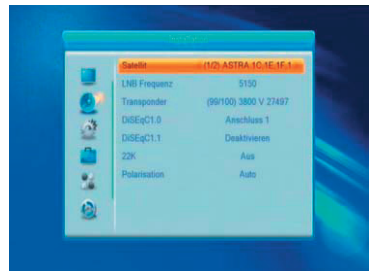 Satellit (1/2) ASTRA 1C,1E,1F,1
LNB Frequenz 5150
Transponder (99/100) 3800 V 27497
DiSEqC1.0 Anschluss 1
DiSEqC1.1 Deaktivieren
22K Aus
Polarisation Auto